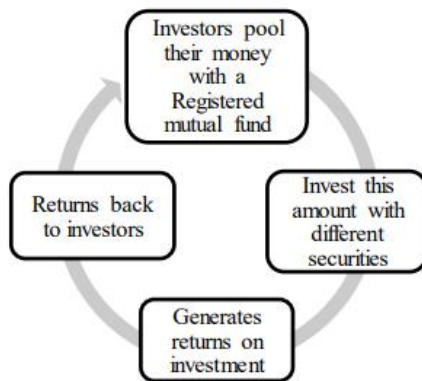 Investors pool
their money
with a
Registered
mutual fund
Invest this
amount with
different
securities
Generates
returns on
investment
Returns back
to investors